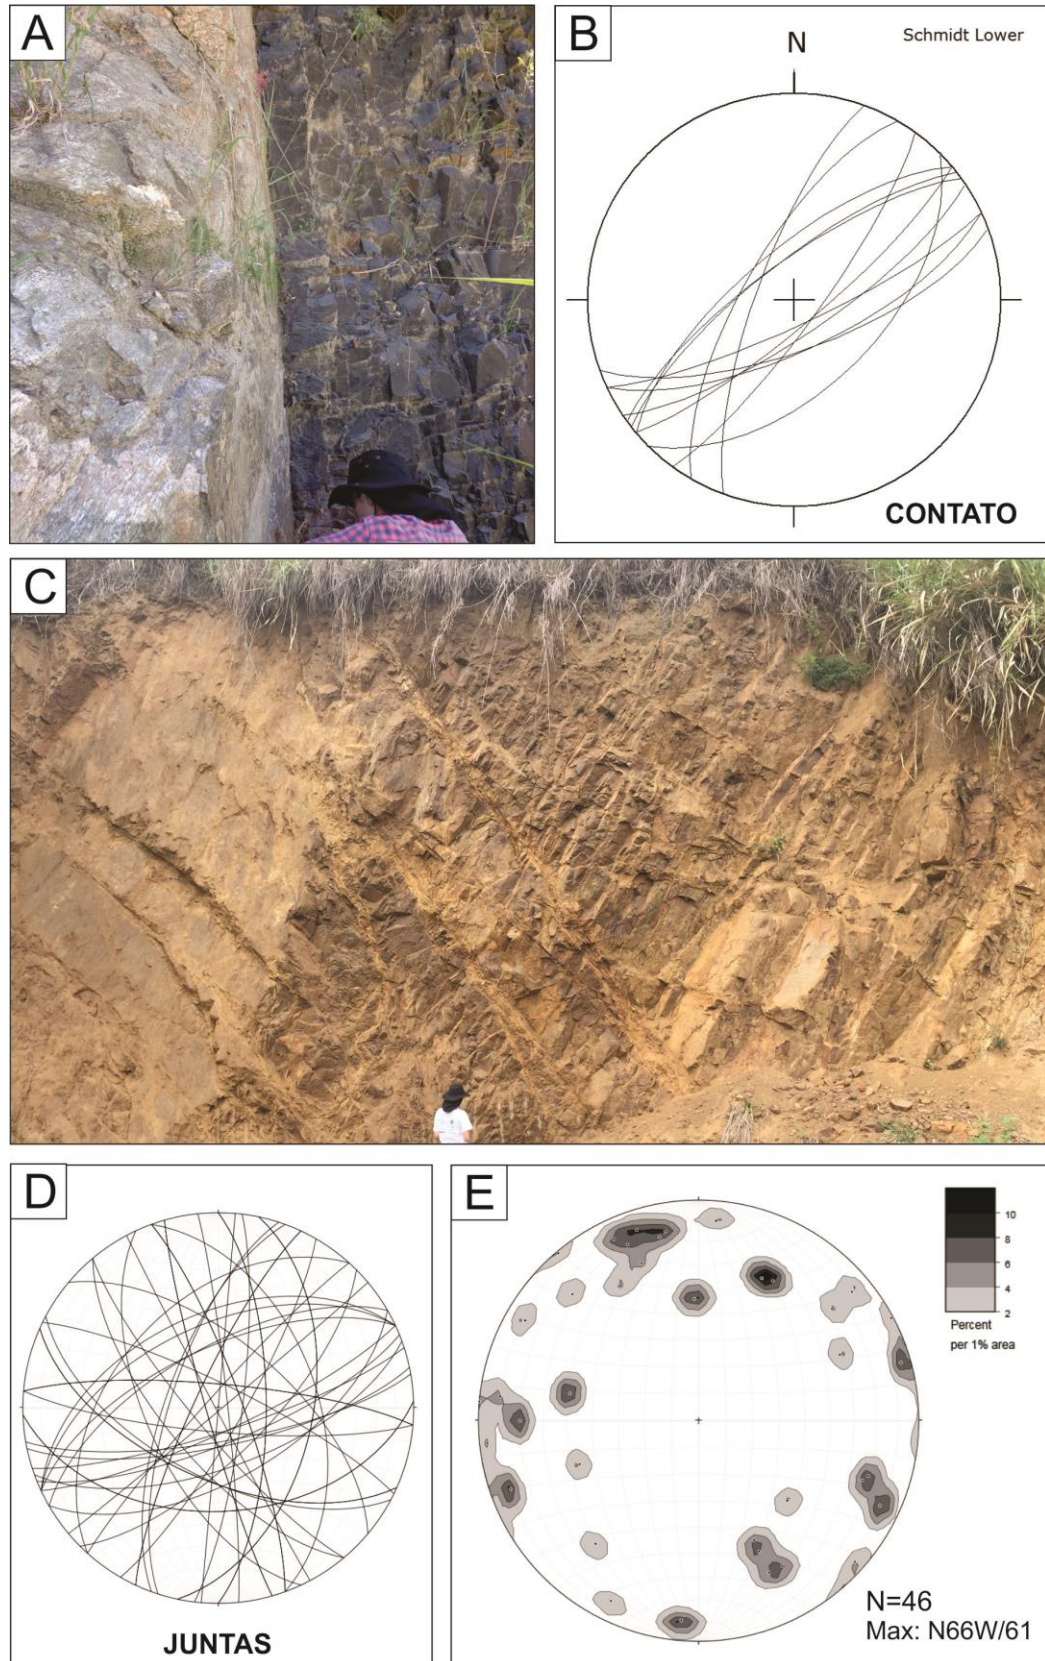 A
B
Schmidt Lower
N
CONTATO
C
D
JUNTAS
E
10
8
6
4
2
Percent
per 1% area
N=46
Max: N66W/61